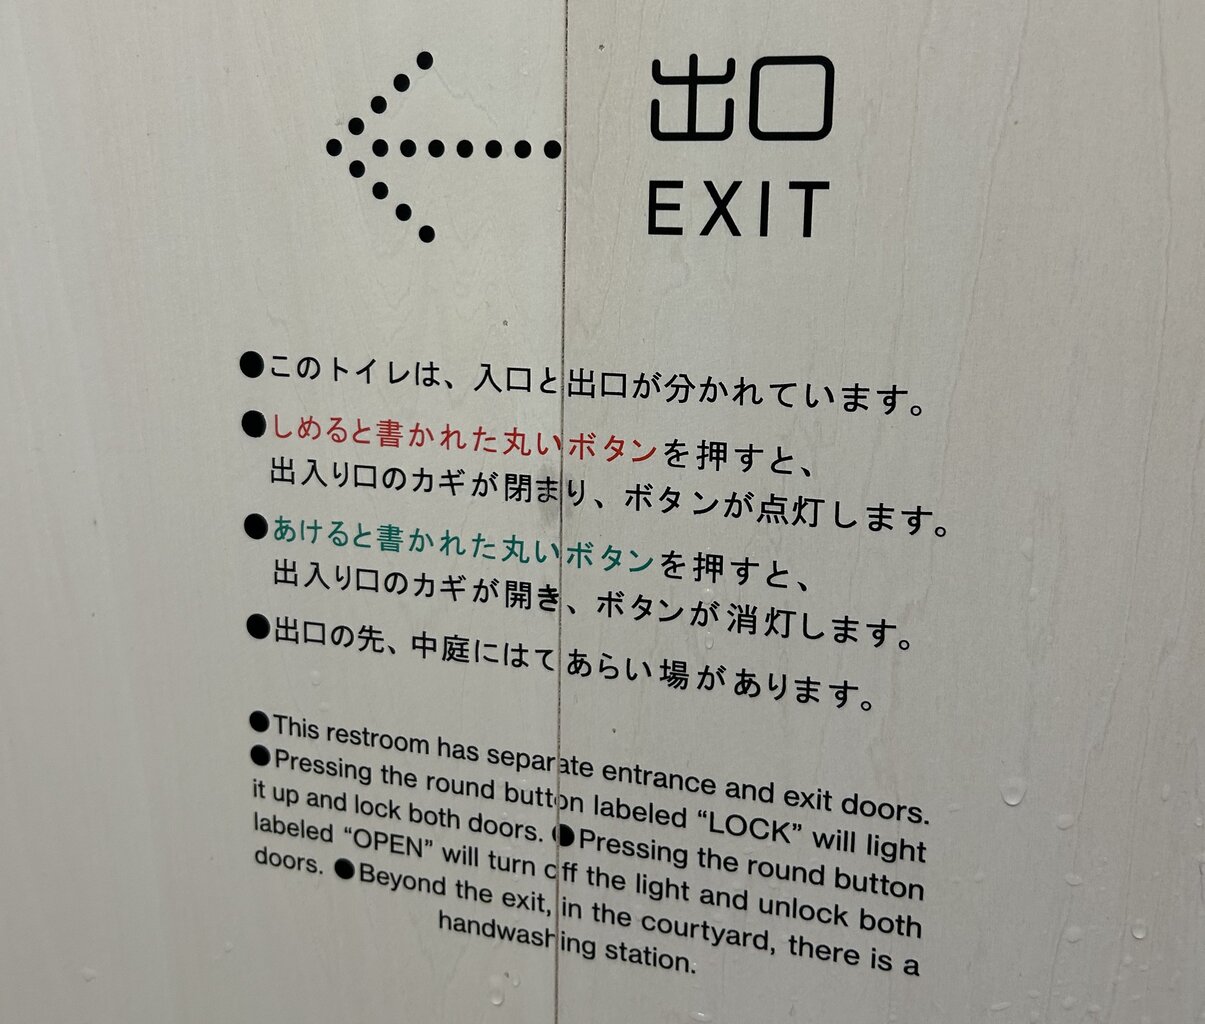 出口
EXIT
●このトイレは、入口と出口が分かれています。
●しめると書かれた丸いボタンを押すと、
出入り口のカギが閉まり、ボタンが点灯します。
●あけると書かれた丸いボタンを押すと、
出入り口のカギが開き、ボタンが消灯します。
●出口の先、中庭にはてあらい場があります。
●This restroom has separate entrance and exit doors.
●Pressing the round button labeled “LOCK” will light
it up and lock both doors. ●Pressing the round button
labeled “OPEN” will turn off the light and unlock both
doors. ●Beyond the exit, in the courtyard, there is a
handwashing station.